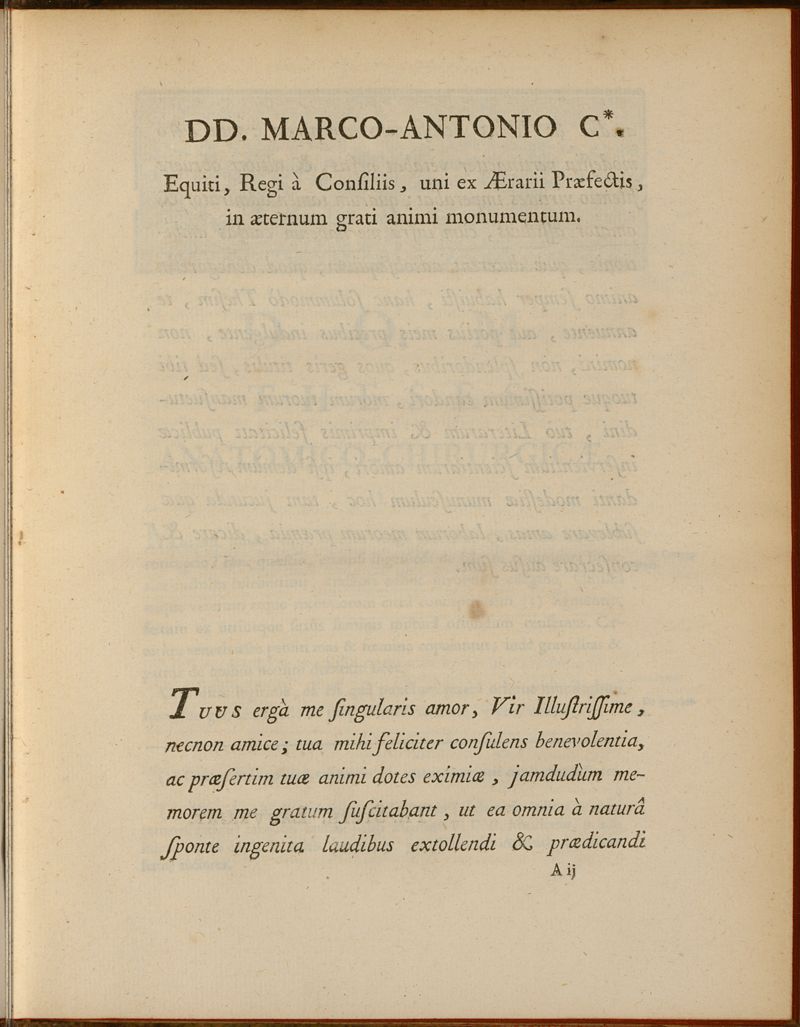 DD. MARCO-ANTONIO C*.
Equiti, Regi à Conſiliis, uni ex Ærarii Præfectis,
in æternum grati animi monumentum.
Tuus ergà me ſingularis amor, Vir Illuſtriſſime,
necnon amice; tua mihi feliciter conſulens benevolentia,
ac præſertim tuæ animi dotes eximiæ, jamdudùm me-
morem me gratum ſuſcitabant, ut ea omnia à naturâ
ſponte ingenita laudibus extollendi & prædicandi
A ij